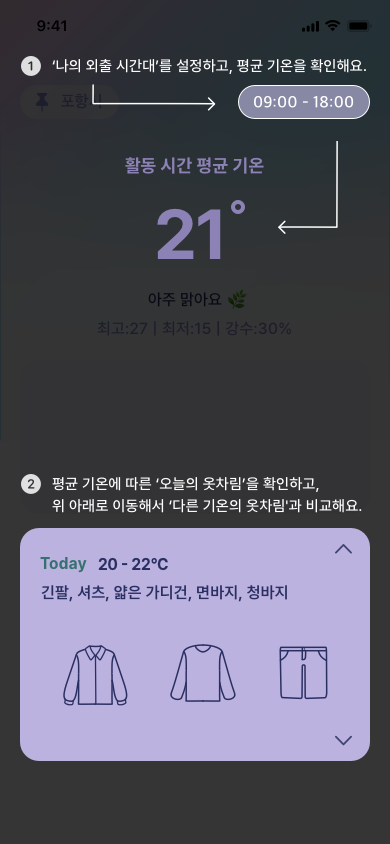 9:41
1 '나의 외출 시간대'를 설정하고, 평균 기온을 확인해요.
09:00 - 18:00
활동 시간 평균 기온
21°
아주 맑아요 🌿
최고:27 | 최저:15 | 강수:30%
2 평균 기온에 따른 '오늘의 옷차림'을 확인하고,
위 아래로 이동해서 '다른 기온의 옷차림'과 비교해요.
Today 20 - 22°C
긴팔, 셔츠, 얇은 가디건, 면바지, 청바지